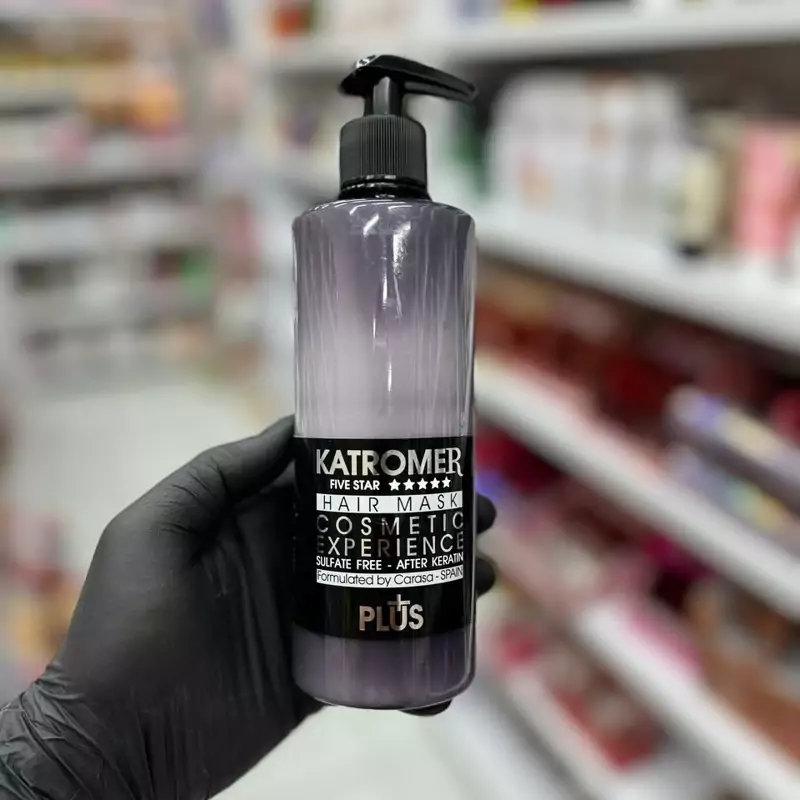 KATROMER
FIVE STAR ★★★★★
HAIR MASK
COSMETIC
EXPERIENCE
SULFATE FREE - AFTER KERATIN
Formulated by Carasa - SPAIN
PLUS